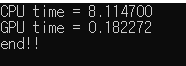 CPU time = 8.114700
GPU time = 0.182272
end!!